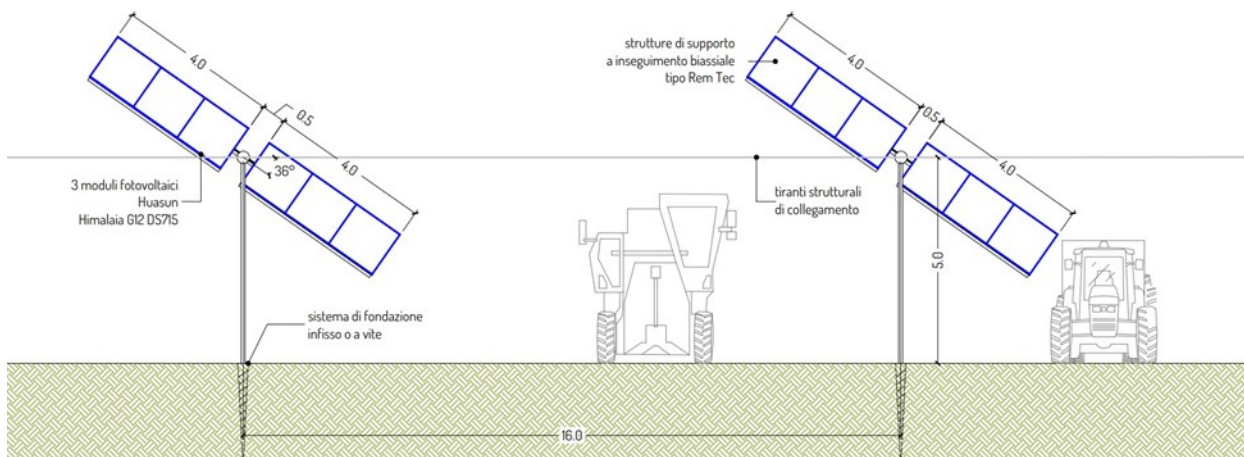 4.0
0.5
4.0
36°
3 moduli fotovoltaici
Huasun
Himalaia G12 DS715
sistema di fondazione
infisso o a vite
strutture di supporto
a inseguimento biassiale
tipo Rem Tec
4.0
0.5
4.0
36°
tiranti strutturali
di collegamento
5.0
16.0